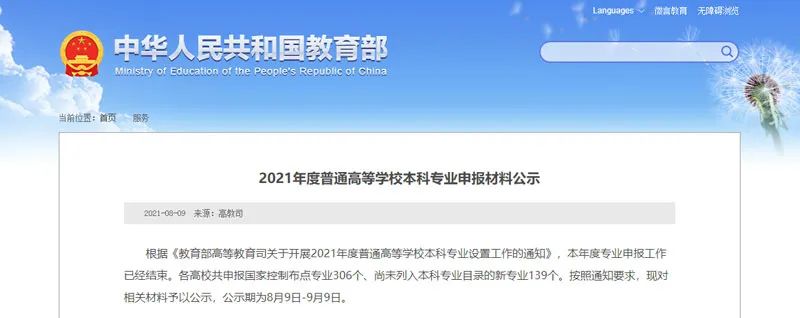 Languages 微言教育 无障碍浏览
中华人民共和国教育部
Ministry of Education of the People's Republic of China
当前位置：首页 服务
2021年度普通高等学校本科专业申报材料公示
2021-08-09 来源：高教司
根据《教育部高等教育司关于开展2021年度普通高等学校本科专业设置工作的通知》，本年度专业申报工作
已经结束。各高校共申报国家控制布点专业306个、尚未列入本科专业目录的新专业139个。按照通知要求，现对
相关材料予以公示，公示期为8月9日-9月9日。